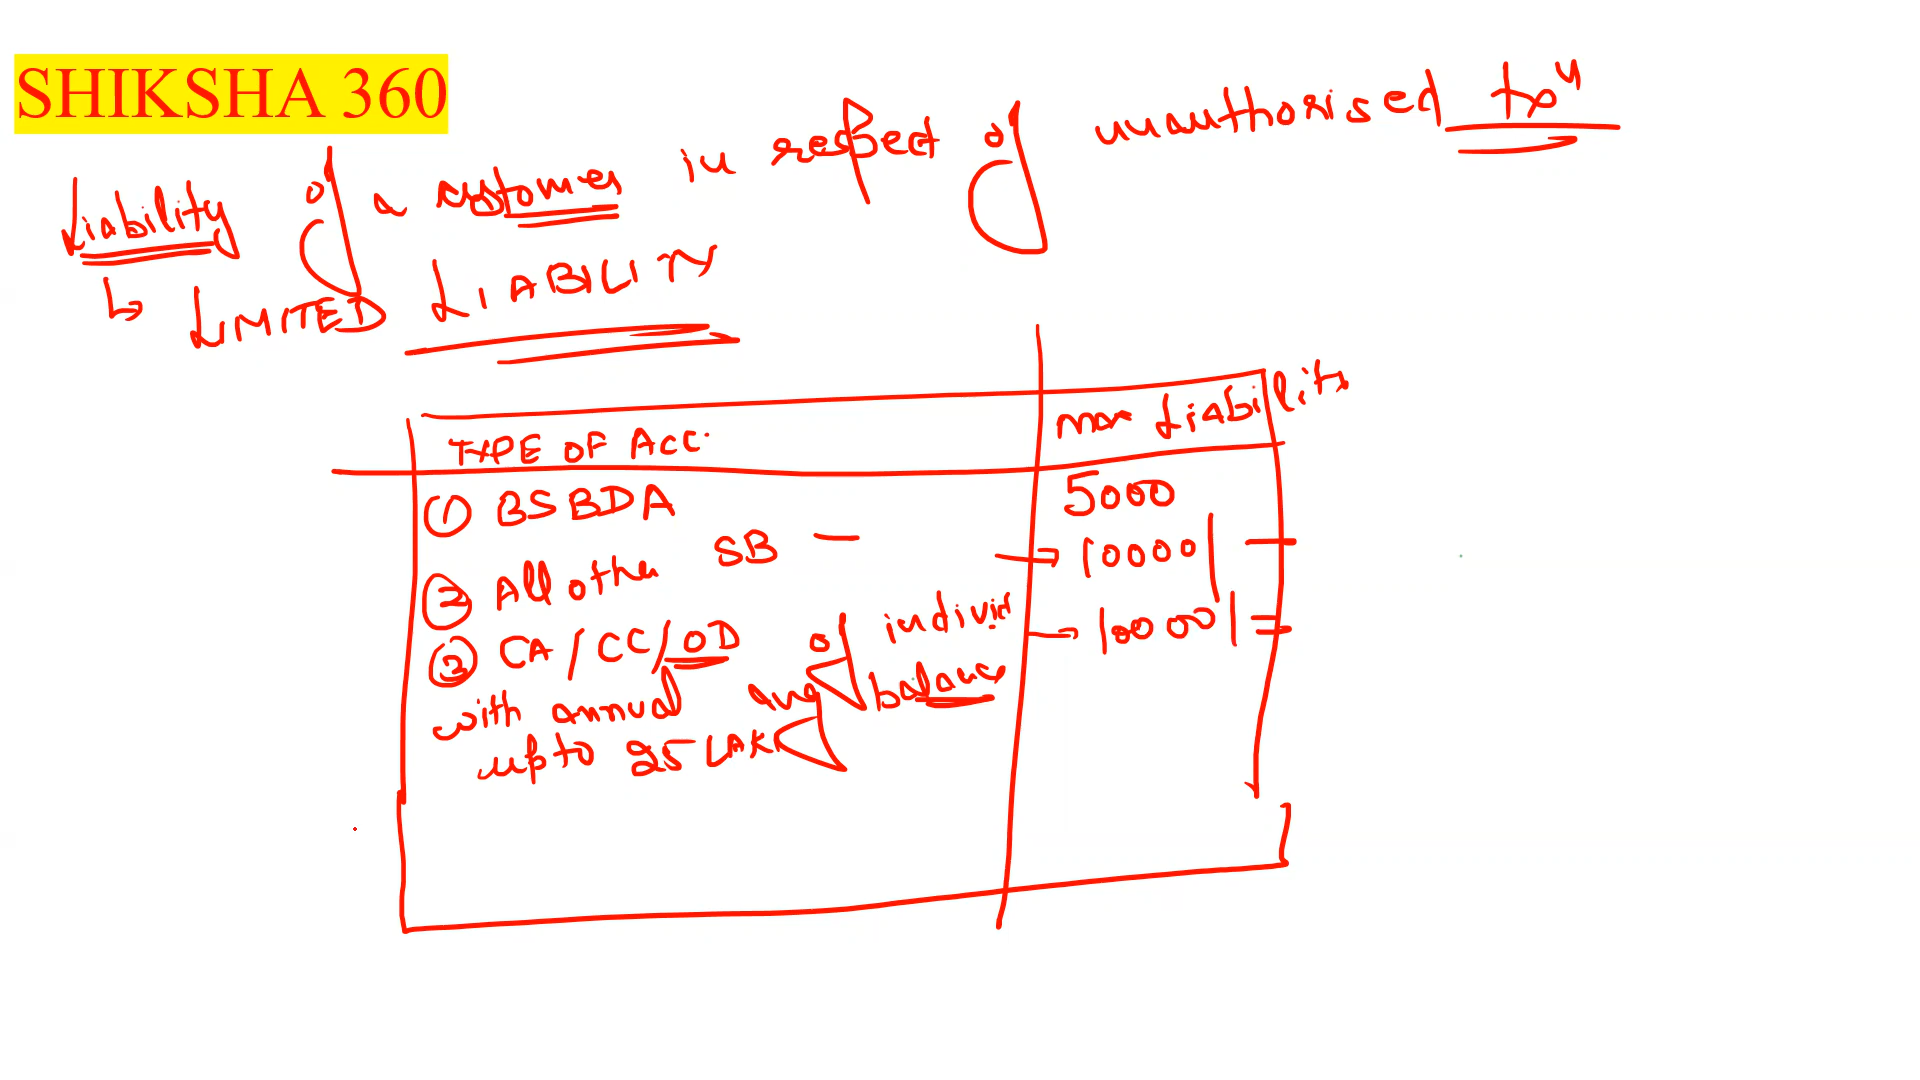 SHIKSHA 360
Liability of a customer in respect of unauthorised txn
LIMITED LIABILITY
TYPE OF ACC. max Liability
① BSBDA 5000
② All other SB — → 10000/=
③ CA/CC/OD of individ → 10000/=
with annual avg balance
upto 25 LAKH